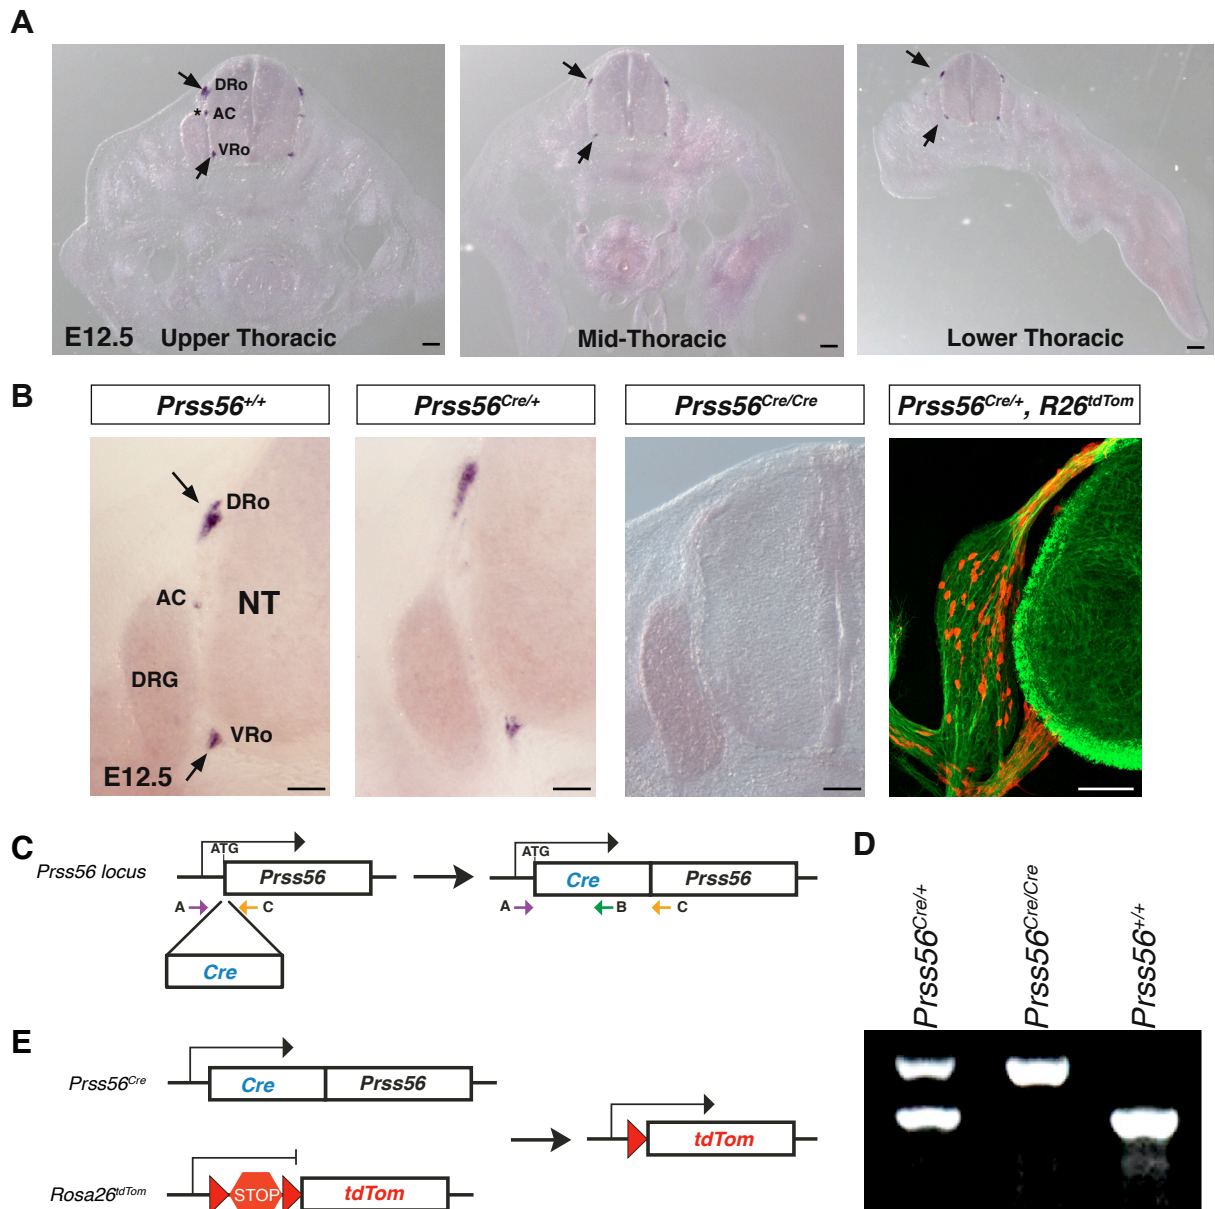 A
DRo
* AC
VRo
E12.5 Upper Thoracic
Mid-Thoracic
Lower Thoracic
B
Prss56+/+
Prss56Cre/+
Prss56Cre/Cre
Prss56Cre/+, R26tdTom
DRo
AC
NT
DRG
VRo
E12.5
C
Prss56 locus
ATG
Prss56
A
C
Cre
ATG
Cre
Prss56
A
B
C
D
Prss56Cre/+
Prss56Cre/Cre
Prss56+/+
E
Prss56Cre
Cre
Prss56
Rosa26tdTom
STOP
tdTom
tdTom